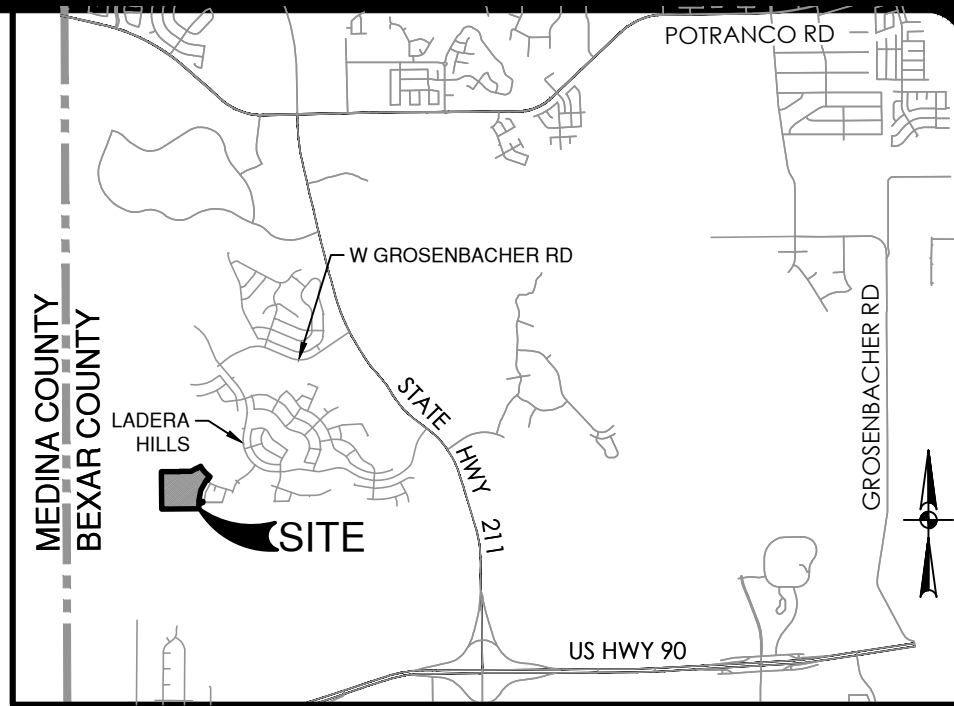 POTRANCO RD
W GROSENBACHER RD
MEDINA COUNTY
BEXAR COUNTY
GROSENBACHER RD
STATE HWY 211
LADERA
HILLS
SITE
US HWY 90